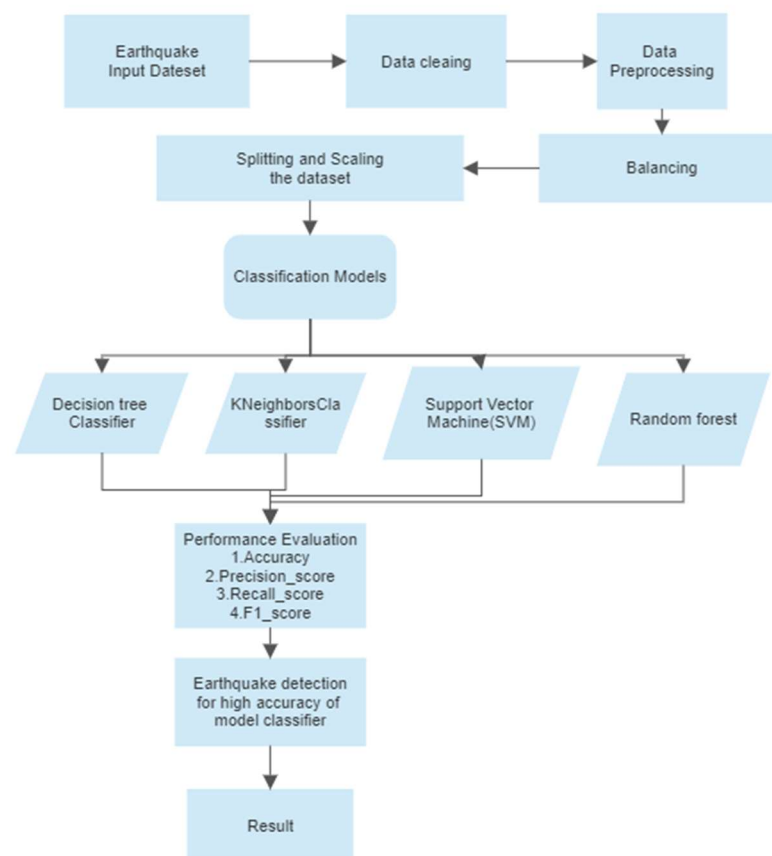 Earthquake
Input Dateset
Data cleaing
Data
Preprocessing
Splitting and Scaling
the dataset
Balancing
Classification Models
Decision tree
Classifier
KNeighborsCla
ssifier
Support Vector
Machine(SVM)
Random forest
Performance Evaluation
1.Accuracy
2.Precision_score
3.Recall_score
4.F1_score
Earthquake detection
for high accuracy of
model classifier
Result